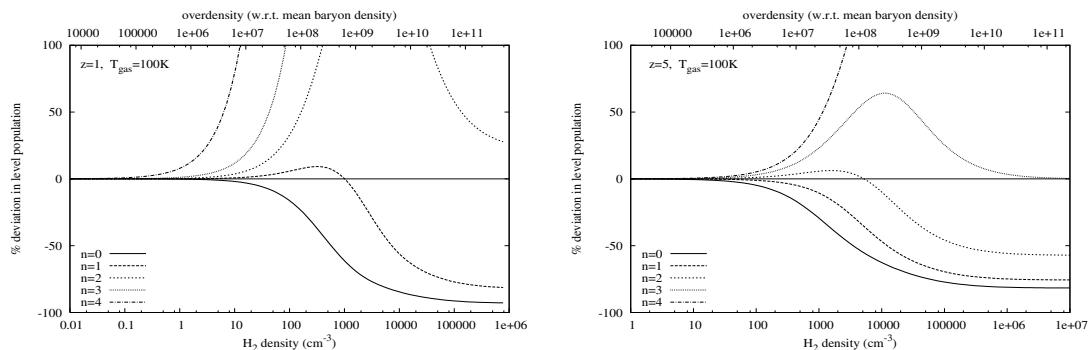 overdensity (w.r.t. mean baryon density)
10000 100000 1e+06 1e+07 1e+08 1e+09 1e+10 1e+11
100
z=1, T_gas=100K
50
0
-50
-100
% deviation in level population
n=0
n=1
n=2
n=3
n=4
0.01 0.1 1 10 100 1000 10000 100000 1e+06
H_2 density (cm^-3)
overdensity (w.r.t. mean baryon density)
100000 1e+06 1e+07 1e+08 1e+09 1e+10 1e+11
100
z=5, T_gas=100K
50
0
-50
-100
% deviation in level population
n=0
n=1
n=2
n=3
n=4
1 10 100 1000 10000 100000 1e+06 1e+07
H_2 density (cm^-3)